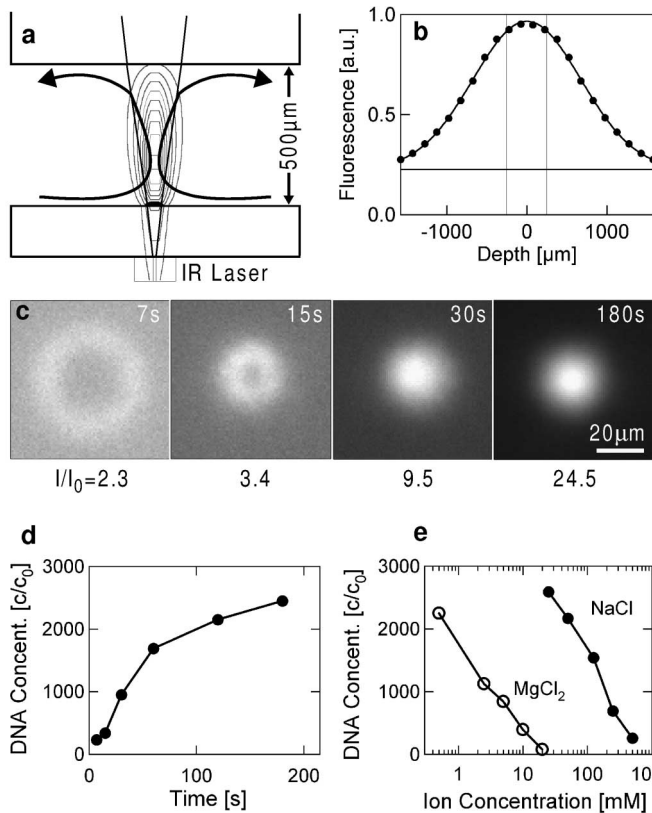 a
500μm
IR Laser
b
Fluorescence [a.u.]
1.0
0.5
0.0
-1000 0 1000
Depth [µm]
c
7s
15s
30s
180s
20μm
I/I0=2.3 3.4 9.5 24.5
d
DNA Concent. [c/c0]
3000
2000
1000
0
0 100 200
Time [s]
e
DNA Concent. [c/c0]
3000
2000
1000
0
NaCl
MgCl2
1 10 100
Ion Concentration [mM]